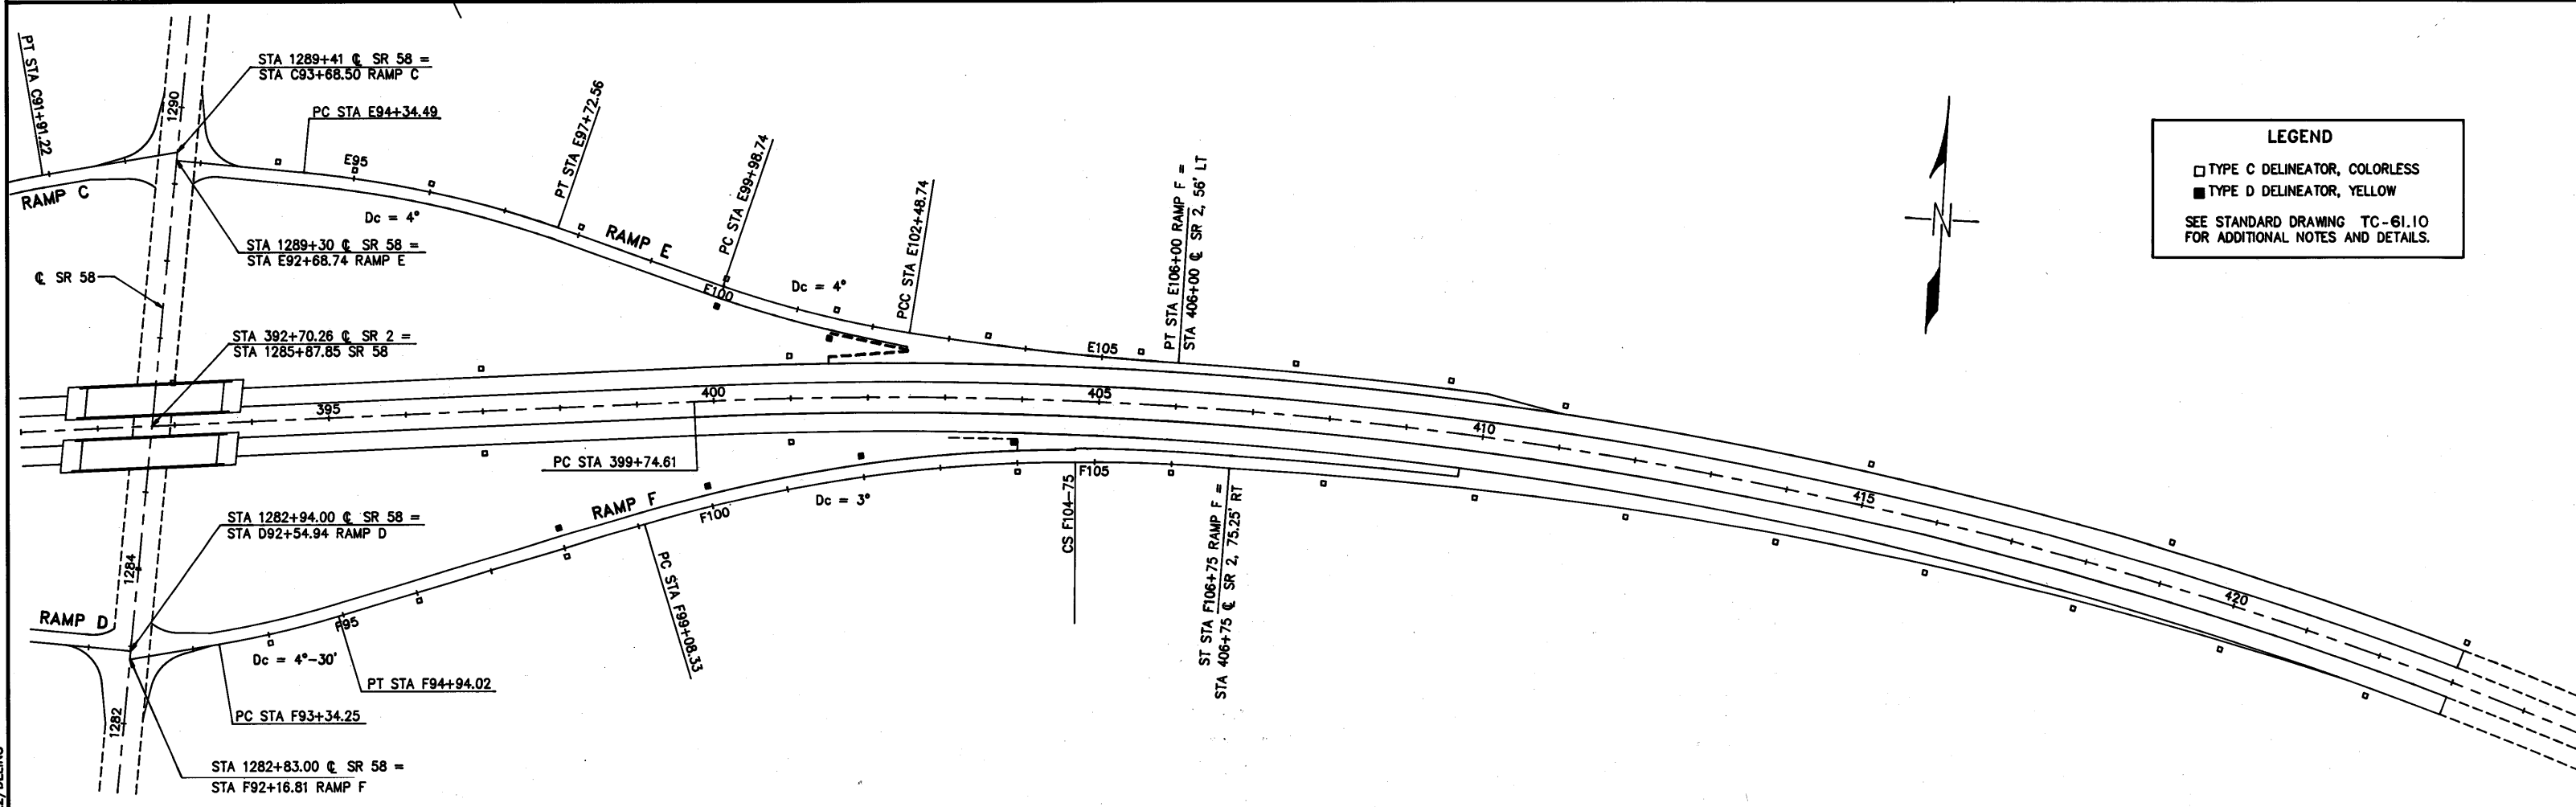 PT STA C91+91.22
STA 1289+41 ℄ SR 58 =
STA C93+68.50 RAMP C
1290
PC STA E94+34.49
E95
PT STA E97+72.56
RAMP C
Dc = 4°
RAMP E
PC STA E99+98.74
E100
Dc = 4°
PCC STA E102+48.74
PT STA E106+00 RAMP F =
STA 406+00 ℄ SR 2, 56' LT
E105
N
LEGEND
TYPE C DELINEATOR, COLORLESS
TYPE D DELINEATOR, YELLOW
SEE STANDARD DRAWING TC-61.10
FOR ADDITIONAL NOTES AND DETAILS.
STA 1289+30 ℄ SR 58 =
STA E92+68.74 RAMP E
℄ SR 58
STA 392+70.26 ℄ SR 2 =
STA 1285+87.85 SR 58
395
400
405
410
415
420
PC STA 399+74.61
STA 1282+94.00 ℄ SR 58 =
STA D92+54.94 RAMP D
1284
RAMP D
F95
Dc = 4°-30'
RAMP F
F100
Dc = 3°
PC STA F99+08.33
F105
CS F104-75
ST STA F106+75 RAMP F =
STA 406+75 ℄ SR 2, 75.25' RT
PT STA F94+94.02
PC STA F93+34.25
1282
STA 1282+83.00 ℄ SR 58 =
STA F92+16.81 RAMP F